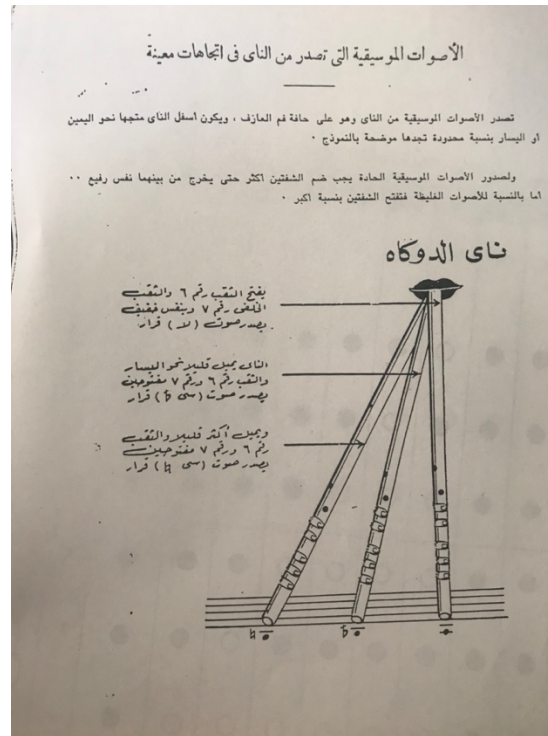 الأصوات الموسيقية التى تصدر من الناى فى اتجاهات معينة
تصدر الأصوات الموسيقية من الناى وهو على حافة فم العازف ، ويكون أسفل الناى متجها نحو اليمين
او اليسار بنسبة محدودة تجدها موضحة بالنموذج ٠
ولصدور الأصوات الموسيقية الحادة يجب ضم الشفتين اكثر حتى يخرج من بينهما نفس رفيع ٠٠
اما بالنسبة للأصوات الغليظة فتفتح الشفتين بنسبة اكبر ٠
ناى الدوكاه
يفتح الثقب رقم ٦ والثقب
الخلفى رقم ٧ وبنفس خفيف
يصدر صوت ( لا ) قرار
الناى يميل قليلا نحو اليسار
والثقب رقم ٦ ورقم ٧ مفتوحين
يصدر صوت ( سى ) قرار
ويميل أكثر قليلا والثقب
رقم ٦ ورقم ٧ مفتوحين
يصدر صوت ( سى ♮ ) قرار